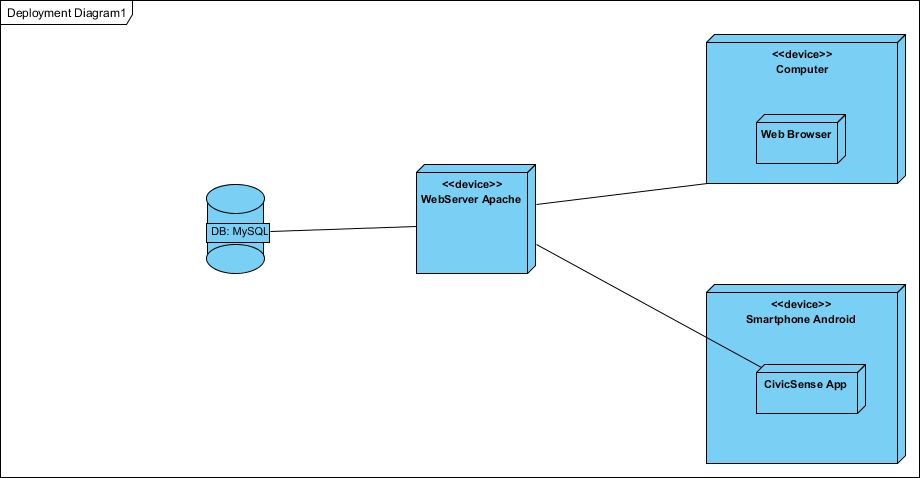 Deployment Diagram1
<<device>>
Computer
Web Browser
<<device>>
WebServer Apache
DB: MySQL
<<device>>
Smartphone Android
CivicSense App